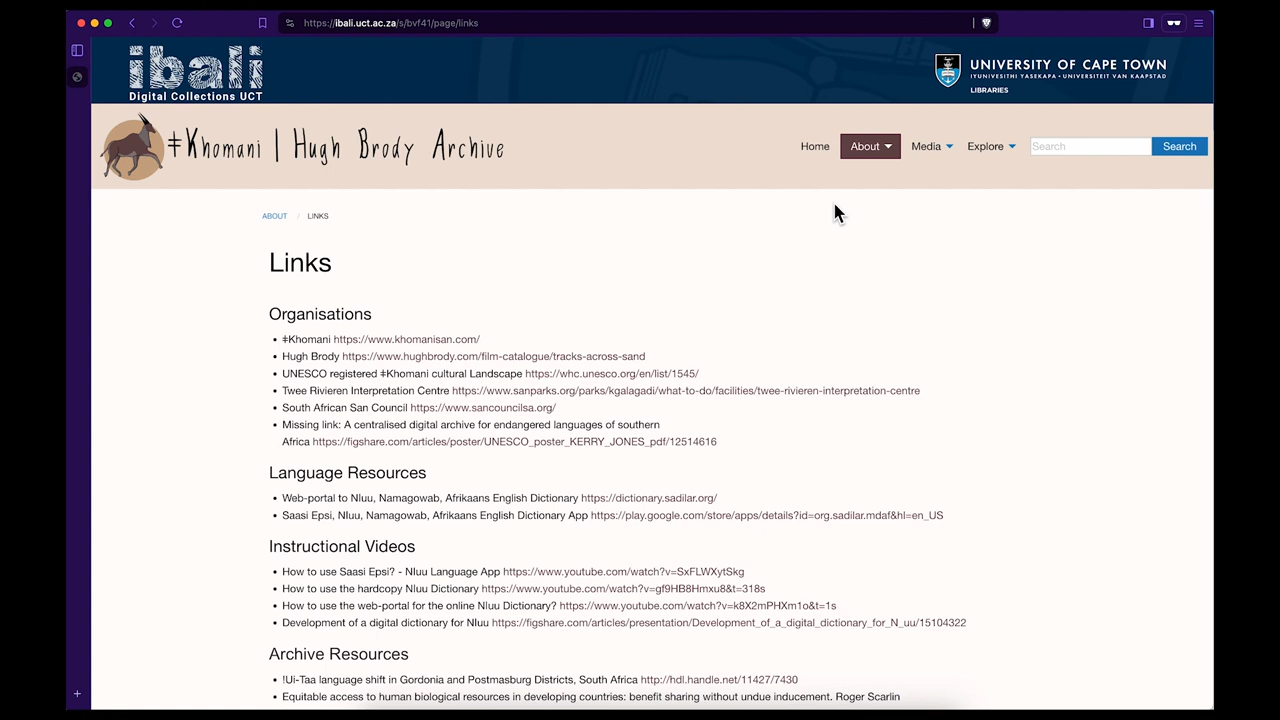 https://ibali.uct.ac.za/s/bvf41/page/links
ibali
Digital Collections UCT
UNIVERSITY OF CAPE TOWN
IYUNIVESITHI YASEKAPA • UNIVERSITEIT VAN KAAPSTAD
LIBRARIES
ǂKhomani | Hugh Brody Archive
Home About Media Explore Search Search
ABOUT / LINKS
Links
Organisations
• ǂKhomani https://www.khomanisan.com/
• Hugh Brody https://www.hughbrody.com/film-catalogue/tracks-across-sand
• UNESCO registered ǂKhomani cultural Landscape https://whc.unesco.org/en/list/1545/
• Twee Rivieren Interpretation Centre https://www.sanparks.org/parks/kgalagadi/what-to-do/facilities/twee-rivieren-interpretation-centre
• South African San Council https://www.sancouncilsa.org/
• Missing link: A centralised digital archive for endangered languages of southern
Africa https://figshare.com/articles/poster/UNESCO_poster_KERRY_JONES_pdf/12514616
Language Resources
• Web-portal to Nluu, Namagowab, Afrikaans English Dictionary https://dictionary.sadilar.org/
• Saasi Epsi, Nluu, Namagowab, Afrikaans English Dictionary App https://play.google.com/store/apps/details?id=org.sadilar.mdaf&hl=en_US
Instructional Videos
• How to use Saasi Epsi? - Nluu Language App https://www.youtube.com/watch?v=SxFLWXytSkg
• How to use the hardcopy Nluu Dictionary https://www.youtube.com/watch?v=gf9HB8Hmxu8&t=318s
• How to use the web-portal for the online Nluu Dictionary? https://www.youtube.com/watch?v=k8X2mPHXm1o&t=1s
• Development of a digital dictionary for Nluu https://figshare.com/articles/presentation/Development_of_a_digital_dictionary_for_N_uu/15104322
Archive Resources
• !Ui-Taa language shift in Gordonia and Postmasburg Districts, South Africa http://hdl.handle.net/11427/7430
• Equitable access to human biological resources in developing countries: benefit sharing without undue inducement. Roger Scarlin